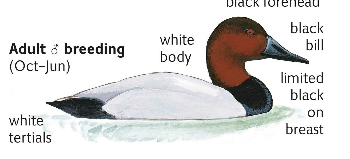 black forehead
black
bill
white
body
Adult ♂ breeding
(Oct–Jun)
limited
black
on
breast
white
tertials